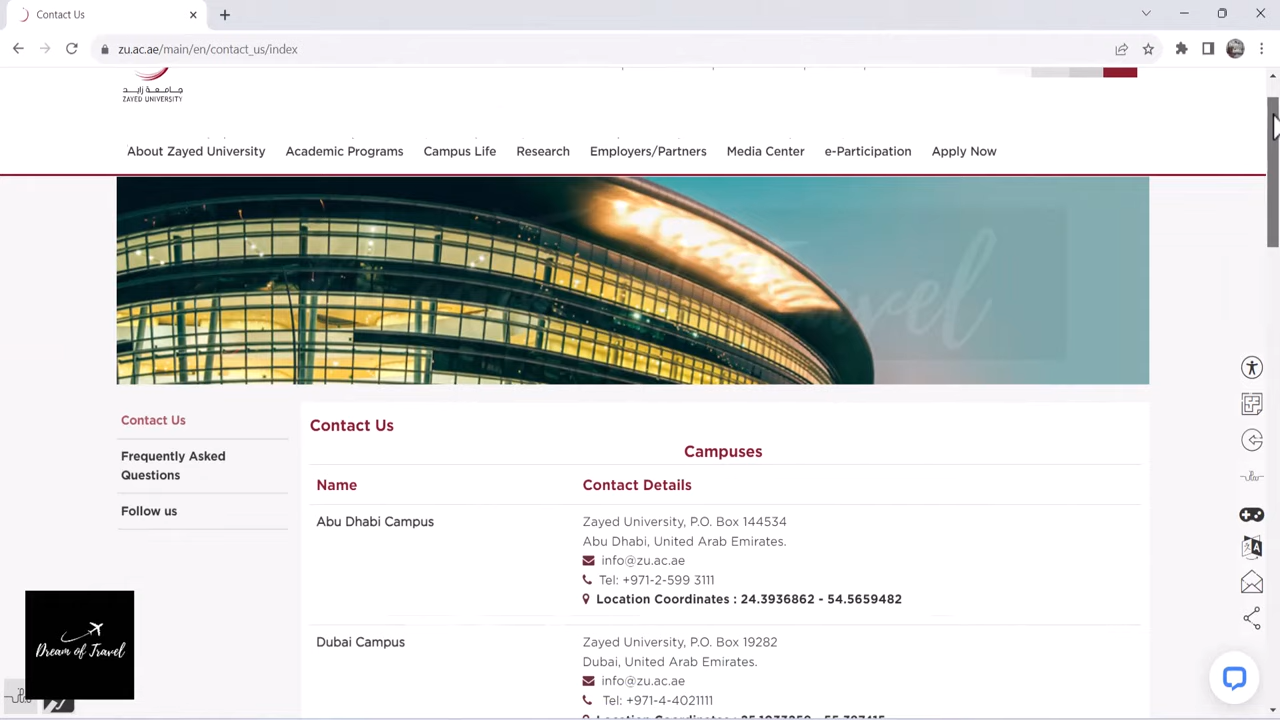 Contact Us
zu.ac.ae/main/en/contact_us/index
جامعة زايد
ZAYED UNIVERSITY
About Zayed University Academic Programs Campus Life Research Employers/Partners Media Center e-Participation Apply Now
Travel
Contact Us
Frequently Asked
Questions
Follow us
Contact Us
Campuses
Name Contact Details
Abu Dhabi Campus Zayed University, P.O. Box 144534
Abu Dhabi, United Arab Emirates.
info@zu.ac.ae
Tel: +971-2-599 3111
Location Coordinates : 24.3936862 - 54.5659482
Dubai Campus Zayed University, P.O. Box 19282
Dubai, United Arab Emirates.
info@zu.ac.ae
Tel: +971-4-4021111
Dream of Travel